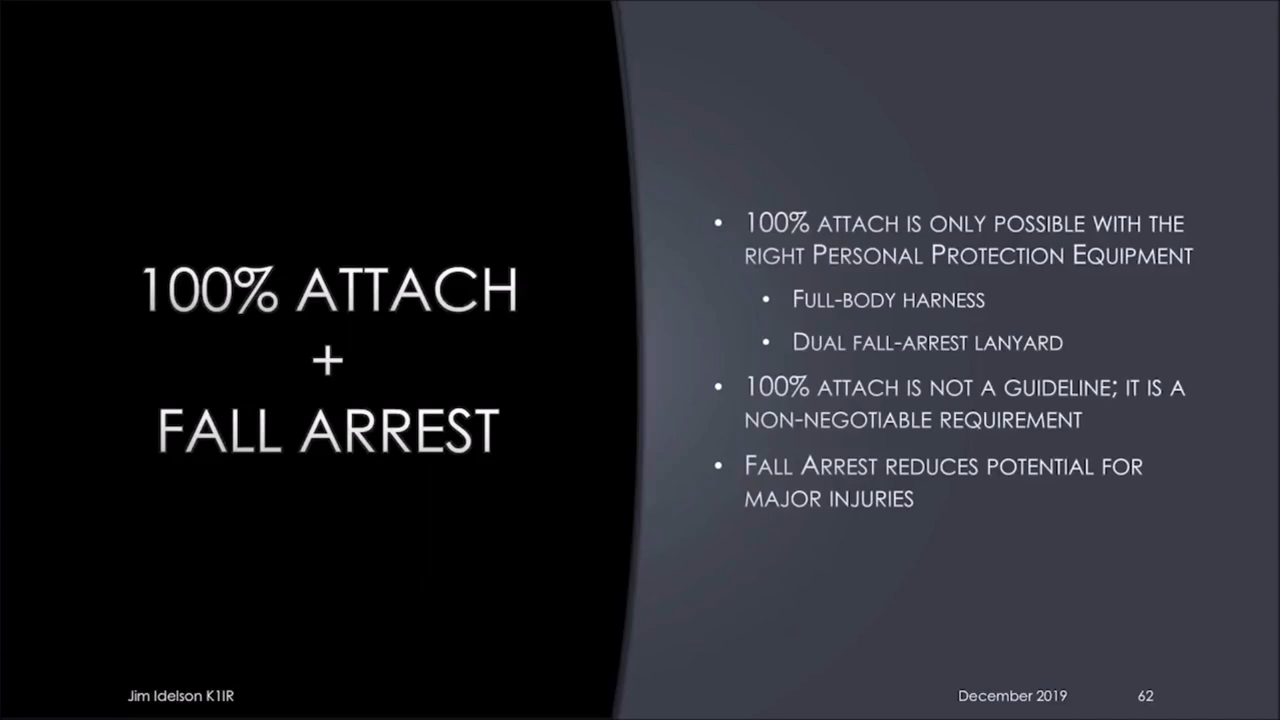 100% ATTACH
+
FALL ARREST
• 100% ATTACH IS ONLY POSSIBLE WITH THE
RIGHT PERSONAL PROTECTION EQUIPMENT
• FULL-BODY HARNESS
• DUAL FALL-ARREST LANYARD
• 100% ATTACH IS NOT A GUIDELINE; IT IS A
NON-NEGOTIABLE REQUIREMENT
• FALL ARREST REDUCES POTENTIAL FOR
MAJOR INJURIES
Jim Idelson K1IR
December 2019
62